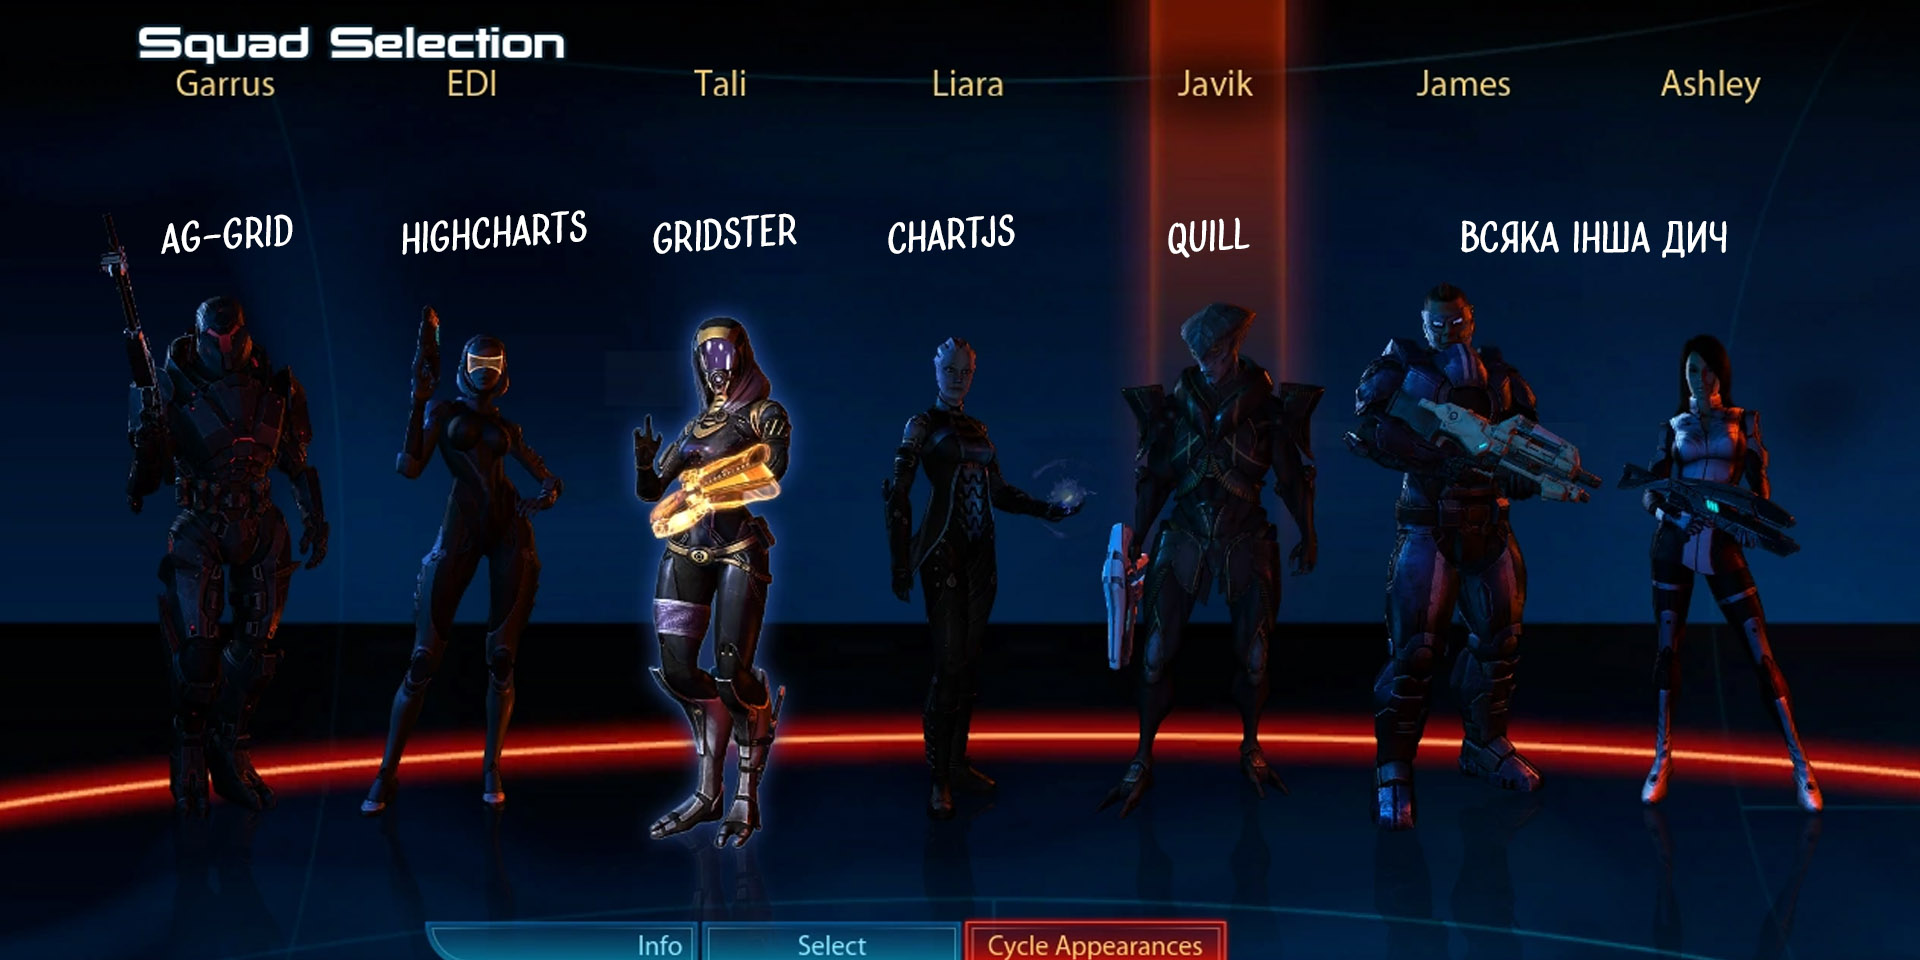 Squad Selection
Garrus EDI Tali Liara Javik James Ashley
AG-GRID HIGHCHARTS GRIDSTER CHARTJS QUILL ВСЯКА ІНША ДИЧ
Info Select Cycle Appearances